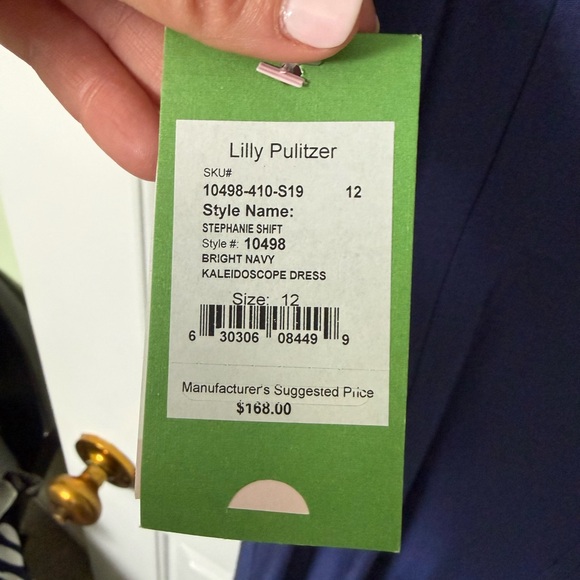 Lilly Pulitzer
SKU#
10498-410-S19 12
Style Name:
STEPHANIE SHIFT
Style #: 10498
BRIGHT NAVY
KALEIDOSCOPE DRESS
Size: 12
6 30306 08449 9
Manufacturer's Suggested Price
$168.00